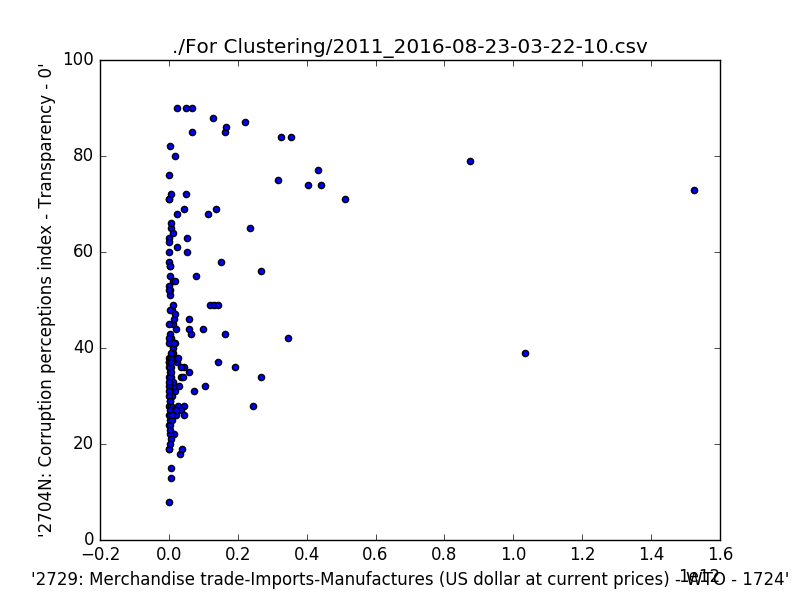 ./For Clustering/2011_2016-08-23-03-22-10.csv
'2704N: Corruption perceptions index - Transparency - 0'
100
80
60
40
20
0
−0.2 0.0 0.2 0.4 0.6 0.8 1.0 1.2 1.4 1.6
1e12
'2729: Merchandise trade-Imports-Manufactures (US dollar at current prices) - WTO - 1724'